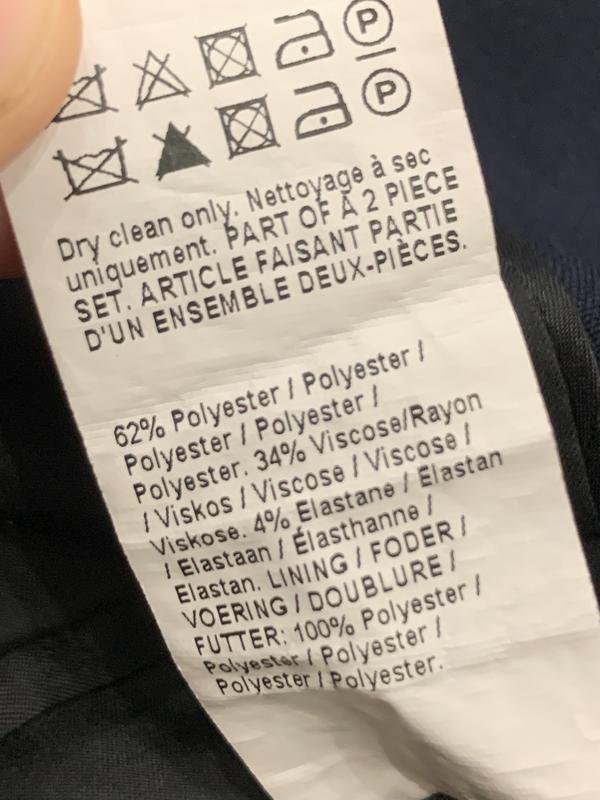 P
P
Dry clean only. Nettoyage à sec
uniquement. PART OF A 2 PIECE
SET. ARTICLE FAISANT PARTIE
D'UN ENSEMBLE DEUX-PIÈCES.
62% Polyester / Polyester /
Polyester / Polyester /
Polyester. 34% Viscose/Rayon
/ Viskos / Viscose / Viscose /
Viskose. 4% Elastane / Elastan
/ Elastaan / Élasthanne /
Elastan. LINING / FODER /
VOERING / DOUBLURE /
FUTTER: 100% Polyester /
Polyester / Polyester /
Polyester / Polyester.